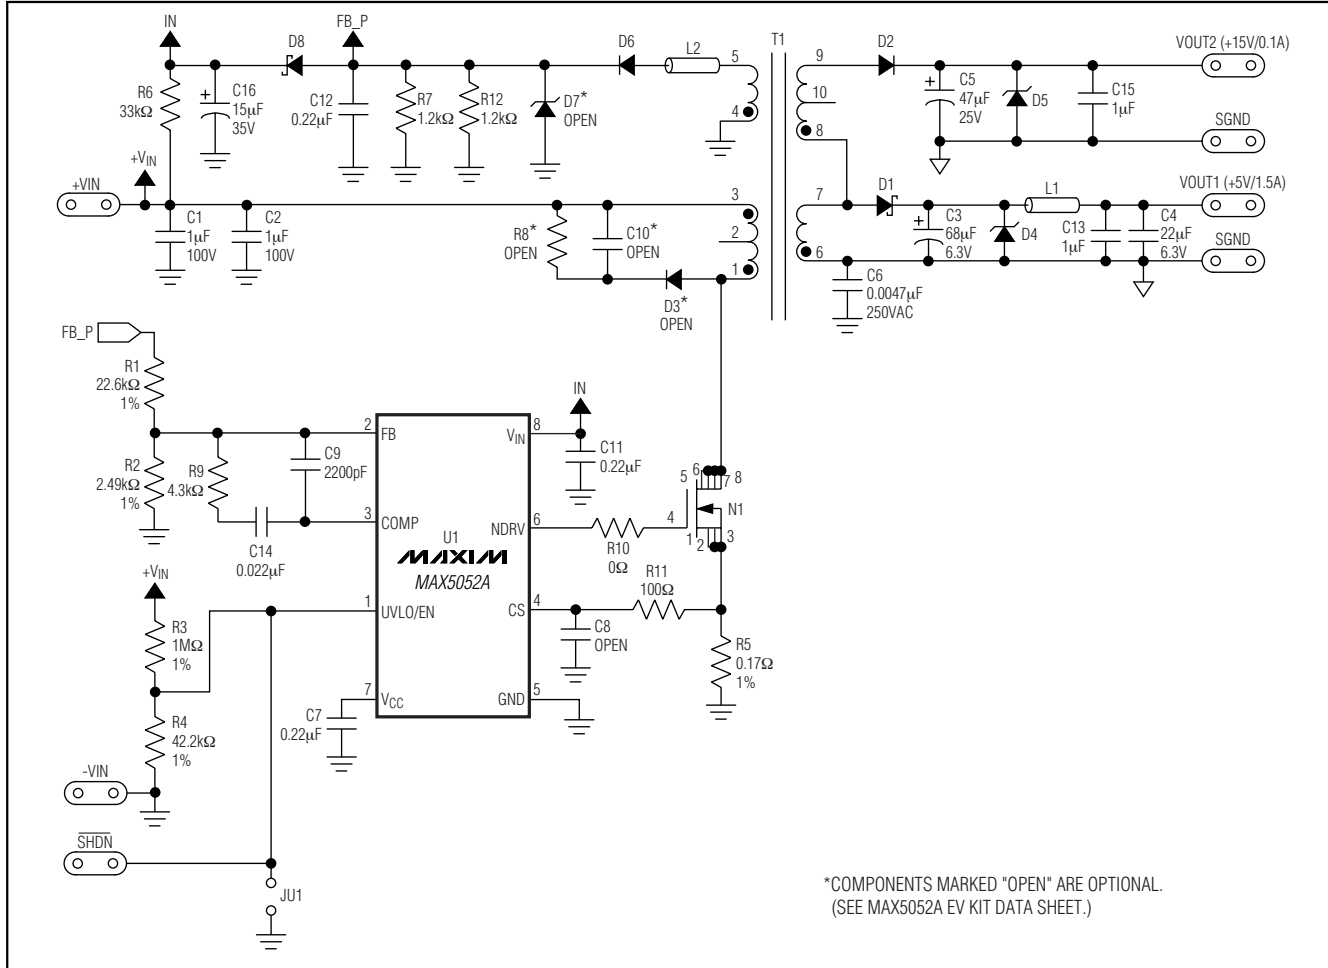 IN
FB_P
D8
D6
L2
T1
D2
VOUT2 (+15V/0.1A)
5
4
9
10
8
R6
33kΩ
+
C16
15µF
35V
C12
0.22µF
R7
1.2kΩ
R12
1.2kΩ
D7*
OPEN
+
C5
47µF
25V
D5
C15
1µF
SGND
+VIN
+VIN
C1
1µF
100V
C2
1µF
100V
R8*
OPEN
C10*
OPEN
D3*
OPEN
3
2
1
7
6
D1
L1
VOUT1 (+5V/1.5A)
+
C3
68µF
6.3V
D4
C13
1µF
C4
22µF
6.3V
SGND
C6
0.0047µF
250VAC
FB_P
R1
22.6kΩ
1%
R2
2.49kΩ
1%
R9
4.3kΩ
C9
2200pF
C14
0.022µF
2
FB
3
COMP
1
UVLO/EN
7
VCC
U1
MAXIM
MAX5052A
VIN
8
NDRV
6
CS
4
GND
5
IN
C11
0.22µF
R10
0Ω
R11
100Ω
C8
OPEN
5
6
7
8
4
N1
1
2
3
R5
0.17Ω
1%
+VIN
R3
1MΩ
1%
R4
42.2kΩ
1%
C7
0.22µF
-VIN
SHDN
JU1
*COMPONENTS MARKED "OPEN" ARE OPTIONAL.
(SEE MAX5052A EV KIT DATA SHEET.)